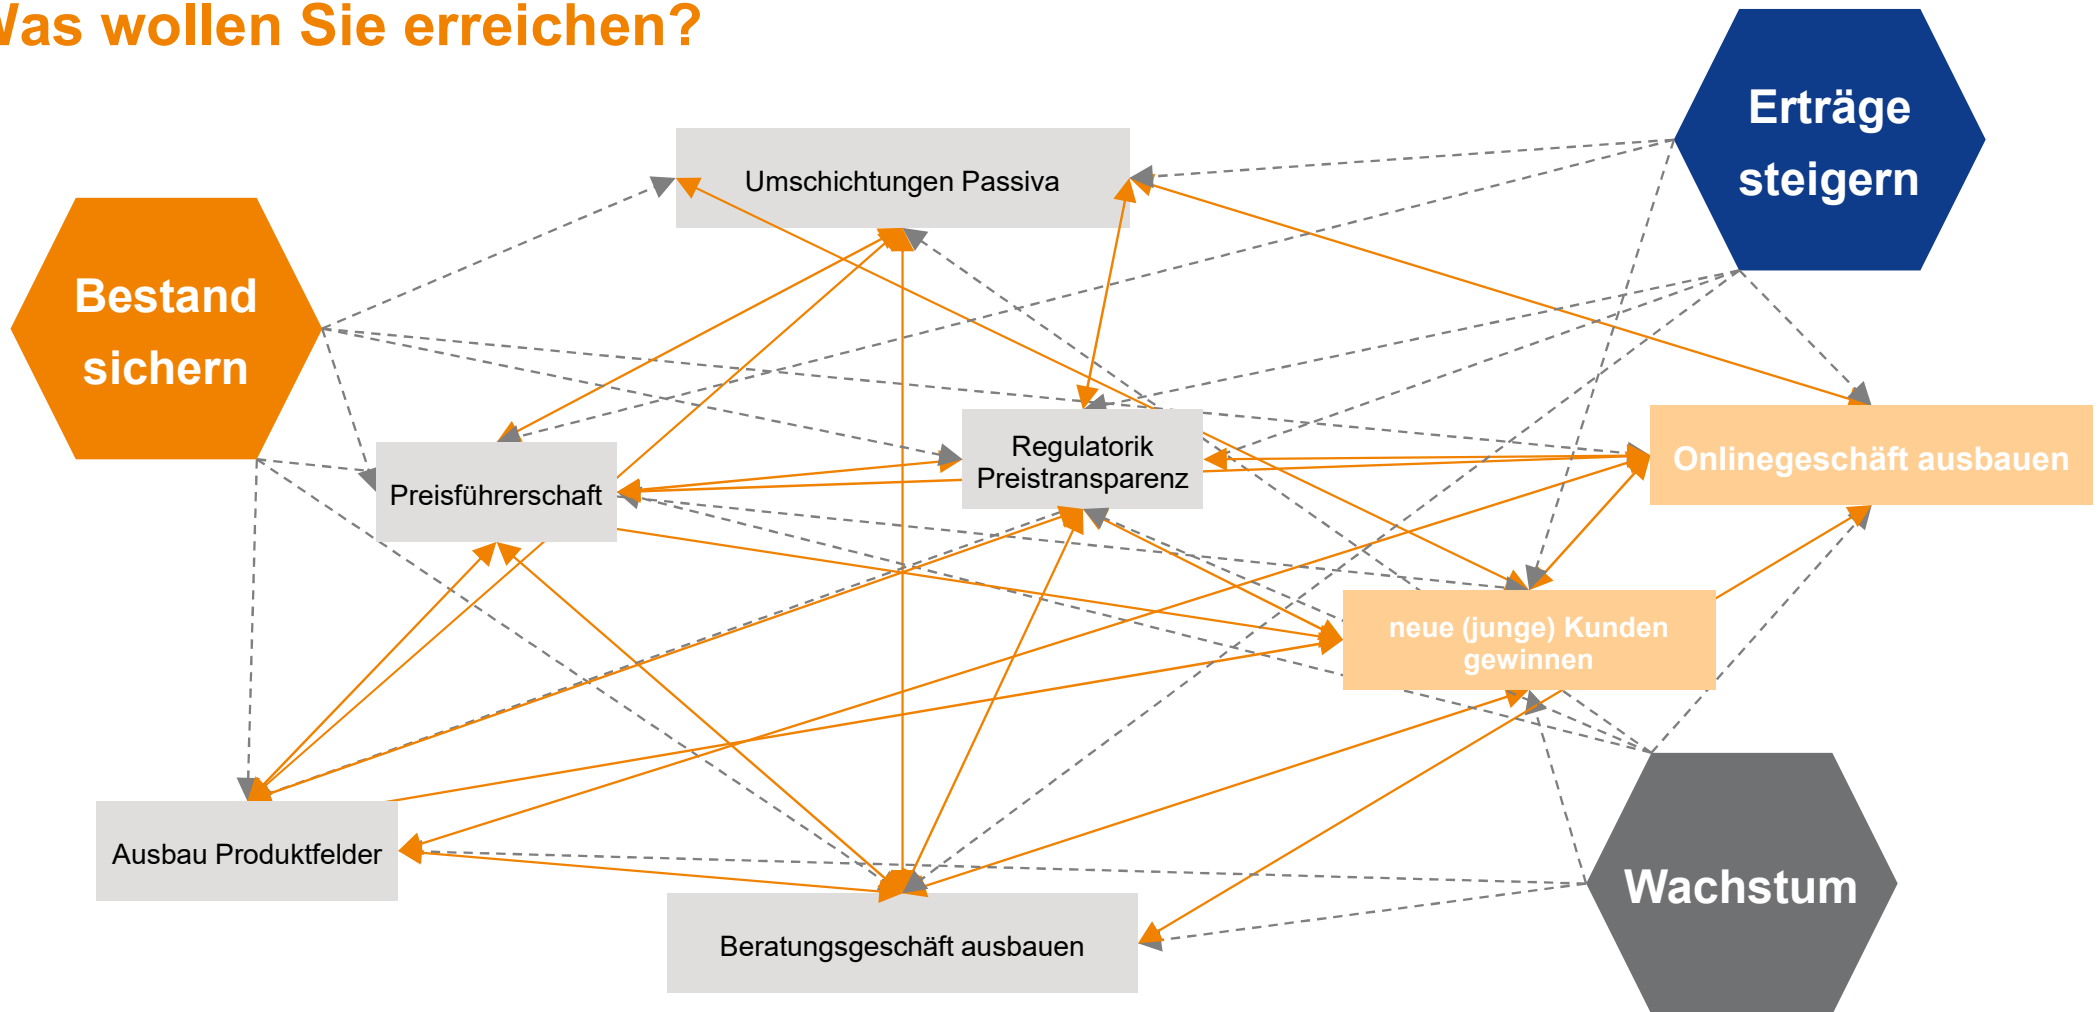 Was wollen Sie erreichen?
Erträge
steigern
Umschichtungen Passiva
Bestand
sichern
Regulatorik
Preistransparenz
Onlinegeschäft ausbauen
Preisführerschaft
neue (junge) Kunden
gewinnen
Ausbau Produktfelder
Wachstum
Beratungsgeschäft ausbauen